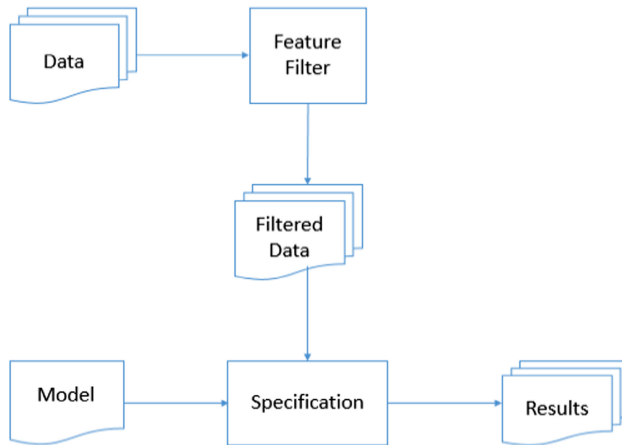 Data
Feature
Filter
Filtered
Data
Model
Specification
Results